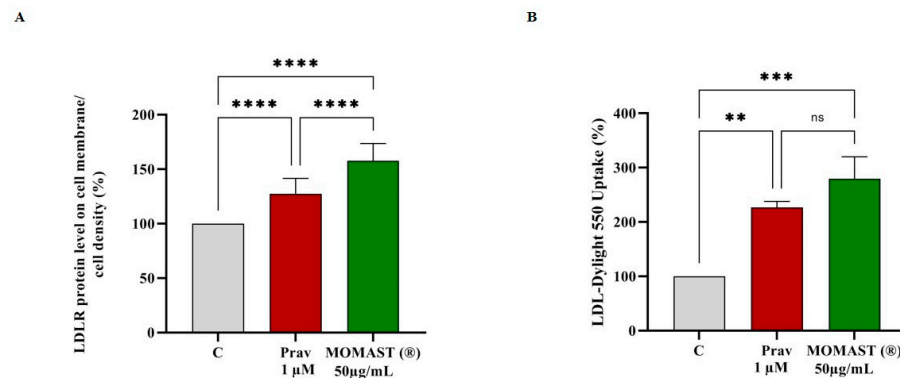 A
LDLR protein level on cell membrane/
cell density (%)
200
150
100
50
0
****
****
****
C
Prav
1 µM
MOMAST (®)
50µg/mL
B
LDL-Dylight 550 Uptake (%)
400
300
200
100
0
***
**
ns
C
Prav
1 µM
MOMAST (®)
50µg/mL